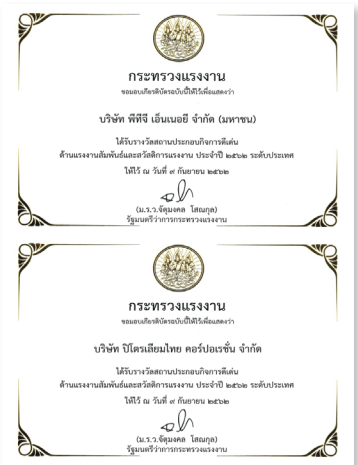 กระทรวงแรงงาน
ขอมอบเกียรติบัตรฉบับนี้ให้ไว้เพื่อแสดงว่า
บริษัท พีทีจี เอ็นเนอยี จำกัด (มหาชน)
ได้รับรางวัลสถานประกอบกิจการดีเด่น
ด้านแรงงานสัมพันธ์และสวัสดิการแรงงาน ประจำปี ๒๕๖๒ ระดับประเทศ
ให้ไว้ ณ วันที่ ๙ กันยายน ๒๕๖๒
(ม.ร.ว.จัตุมงคล โสณกุล)
รัฐมนตรีว่าการกระทรวงแรงงาน
กระทรวงแรงงาน
ขอมอบเกียรติบัตรฉบับนี้ให้ไว้เพื่อแสดงว่า
บริษัท ปิโตรเลียมไทย คอร์ปอเรชั่น จำกัด
ได้รับรางวัลสถานประกอบกิจการดีเด่น
ด้านแรงงานสัมพันธ์และสวัสดิการแรงงาน ประจำปี ๒๕๖๒ ระดับประเทศ
ให้ไว้ ณ วันที่ ๙ กันยายน ๒๕๖๒
(ม.ร.ว.จัตุมงคล โสณกุล)
รัฐมนตรีว่าการกระทรวงแรงงาน